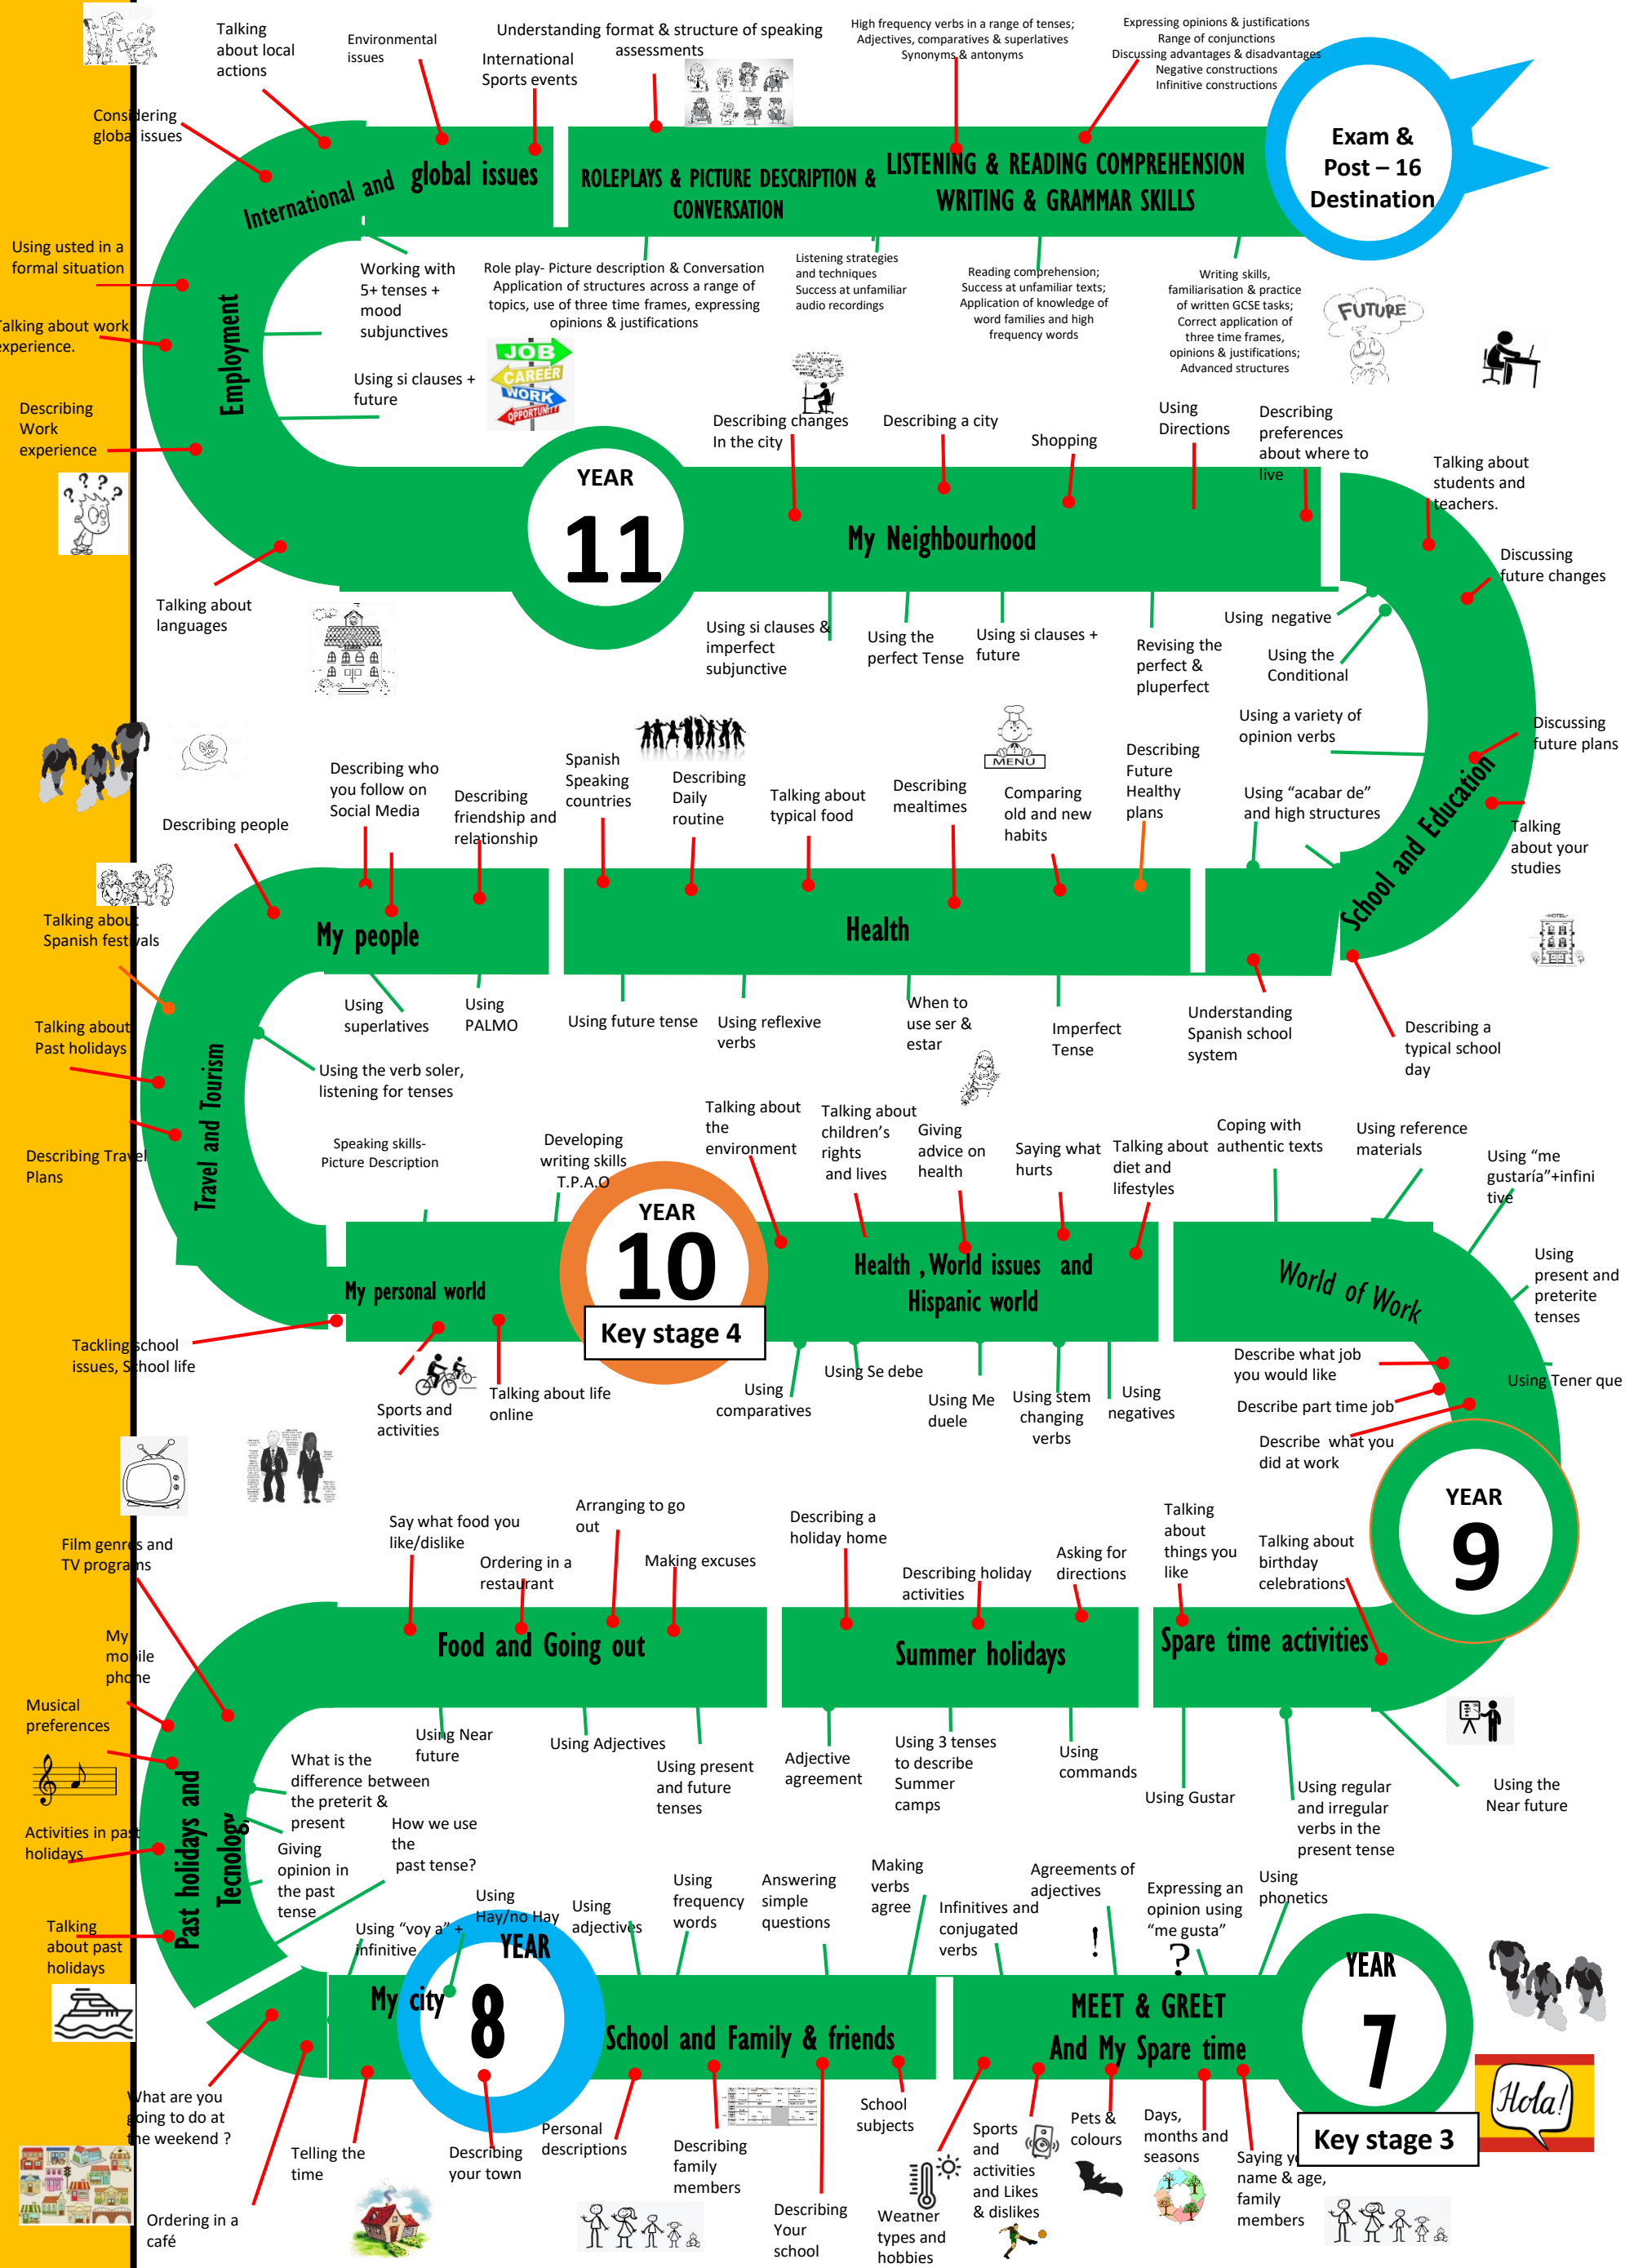 Talking
about local
actions
Environmental
issues
International
Sports events
Understanding format & structure of speaking
assessments
High frequency verbs in a range of tenses;
Adjectives, comparatives & superlatives
Synonyms & antonyms
Expressing opinions & justifications
Range of conjunctions
Discussing advantages & disadvantages
Negative constructions
Infinitive constructions
Considering
global issues
International and global issues
ROLEPLAYS & PICTURE DESCRIPTION &
CONVERSATION
LISTENING & READING COMPREHENSION
WRITING & GRAMMAR SKILLS
Exam &
Post – 16
Destination
Using usted in a
formal situation
Talking about work
experience.
Describing
Work
experience
Employment
Working with
5+ tenses +
mood
subjunctives
Using si clauses +
future
Role play- Picture description & Conversation
Application of structures across a range of
topics, use of three time frames, expressing
opinions & justifications
Listening strategies
and techniques
Success at unfamiliar
audio recordings
Reading comprehension;
Success at unfamiliar texts;
Application of knowledge of
word families and high
frequency words
Writing skills,
familiarisation & practice
of written GCSE tasks;
Correct application of
three time frames,
opinions & justifications;
Advanced structures
FUTURE
JOB
CAREER
WORK
OPPORTUNITY
Describing changes
In the city
Describing a city
Shopping
Using
Directions
Describing
preferences
about where to
live
Talking about
students and
teachers.
Discussing
future changes
YEAR
11
My Neighbourhood
Talking about
languages
Using si clauses &
imperfect
subjunctive
Using the
perfect Tense
Using si clauses +
future
Revising the
perfect &
pluperfect
Using negative
Using the
Conditional
Using a variety of
opinion verbs
Using "acabar de"
and high structures
Discussing
future plans
School and Education
Talking
about your
studies
Describing people
Describing who
you follow on
Social Media
Describing
friendship and
relationship
Spanish
Speaking
countries
Describing
Daily
routine
Talking about
typical food
Describing
mealtimes
MENU
Comparing
old and new
habits
Describing
Future
Healthy
plans
My people
Health
HOTEL
Talking about
Spanish festivals
Talking about
Past holidays
Describing Travel
Plans
Travel and Tourism
Using
superlatives
Using
PALMO
Using future tense
Using reflexive
verbs
When to
use ser &
estar
Imperfect
Tense
Understanding
Spanish school
system
Describing a
typical school
day
Using the verb soler,
listening for tenses
Speaking skills-
Picture Description
Developing
writing skills
T.P.A.O
Talking about
the
environment
Talking about
children's
rights
and lives
Giving
advice on
health
Saying what
hurts
Talking about
diet and
lifestyles
Coping with
authentic texts
Using reference
materials
Using "me
gustaría"+infini
tive
Using
present and
preterite
tenses
Using Tener que
My personal world
YEAR
10
Key stage 4
Health , World issues and
Hispanic world
World of Work
Tackling school
issues, School life
Sports and
activities
Talking about life
online
Using
comparatives
Using Se debe
Using Me
duele
Using stem
changing
verbs
Using
negatives
Describe what job
you would like
Describe part time job
Describe what you
did at work
YEAR
9
Film genres and
TV programs
Say what food you
like/dislike
Ordering in a
restaurant
Arranging to go
out
Making excuses
Describing a
holiday home
Describing holiday
activities
Asking for
directions
Talking
about
things you
like
Talking about
birthday
celebrations
Food and Going out
Summer holidays
Spare time activities
My
mobile
phone
Musical
preferences
Activities in past
holidays
Talking
about past
holidays
Past holidays and
Tecnology
Using Near
future
Using Adjectives
Using present
and future
tenses
Adjective
agreement
Using 3 tenses
to describe
Summer
camps
Using
commands
Using Gustar
Using regular
and irregular
verbs in the
present tense
Using the
Near future
What is the
difference between
the preterit &
present
Giving
opinion in
the past
tense
How we use
the
past tense?
Using "voy a" +
infinitive
Using
Hay/no Hay
Using
adjectives
Using
frequency
words
Answering
simple
questions
Making
verbs
agree
Infinitives and
conjugated
verbs
Agreements of
adjectives
Expressing an
opinion using
"me gusta"
Using
phonetics
!
?
My city
YEAR
8
School and Family & friends
MEET & GREET
And My Spare time
YEAR
7
Key stage 3
Hola!
What are you
going to do at
the weekend ?
Ordering in a
café
Telling the
time
Describing
your town
Personal
descriptions
Describing
family
members
Describing
Your
school
School
subjects
Weather
types and
hobbies
Sports
and
activities
and Likes
& dislikes
Pets &
colours
Days,
months and
seasons
Saying
name & age,
family
members